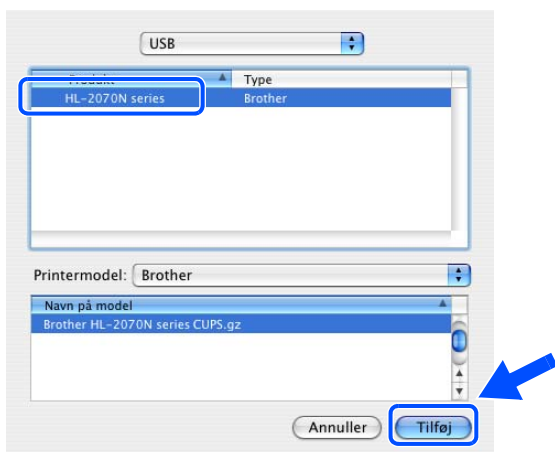 USB
Produkt Type
HL-2070N series Brother
Printermodel: Brother
Navn på model
Brother HL-2070N series CUPS.gz
Annuller Tilføj